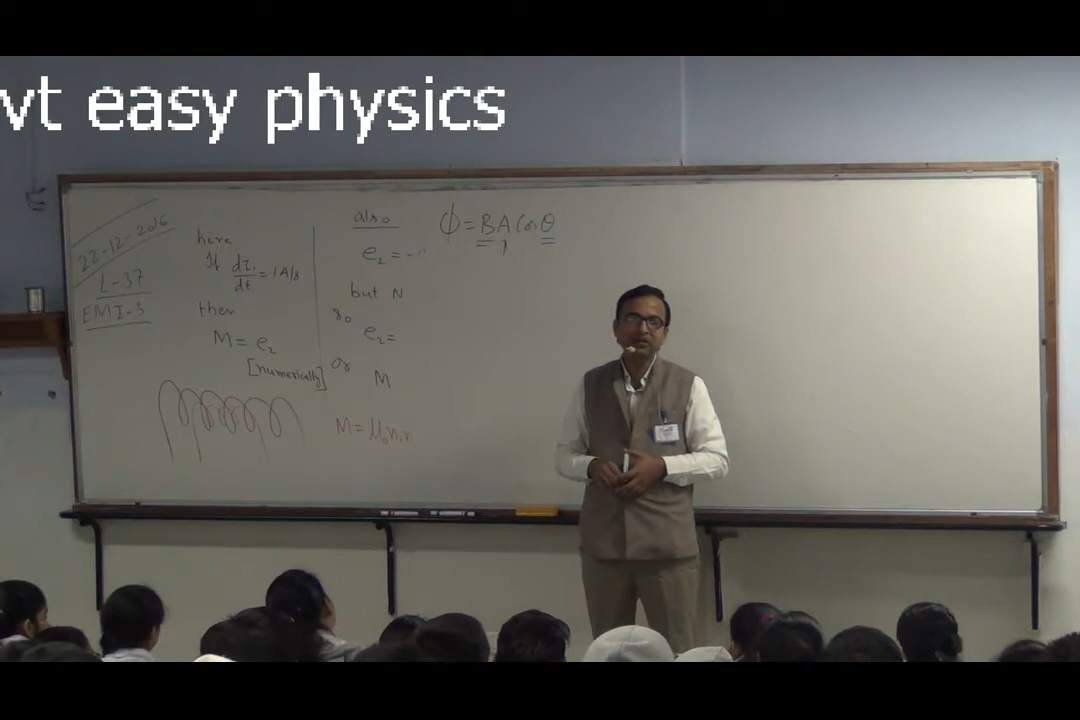 vt easy physics
22-12-2016
L-37
EMI-3
here
If dI₁/dt = 1A/s
then
M = e₂
[numerically]
also
e₂ = -
but N
so
e₂ =
or
M
M = μ₀n₁n
ϕ = BA Cos θ